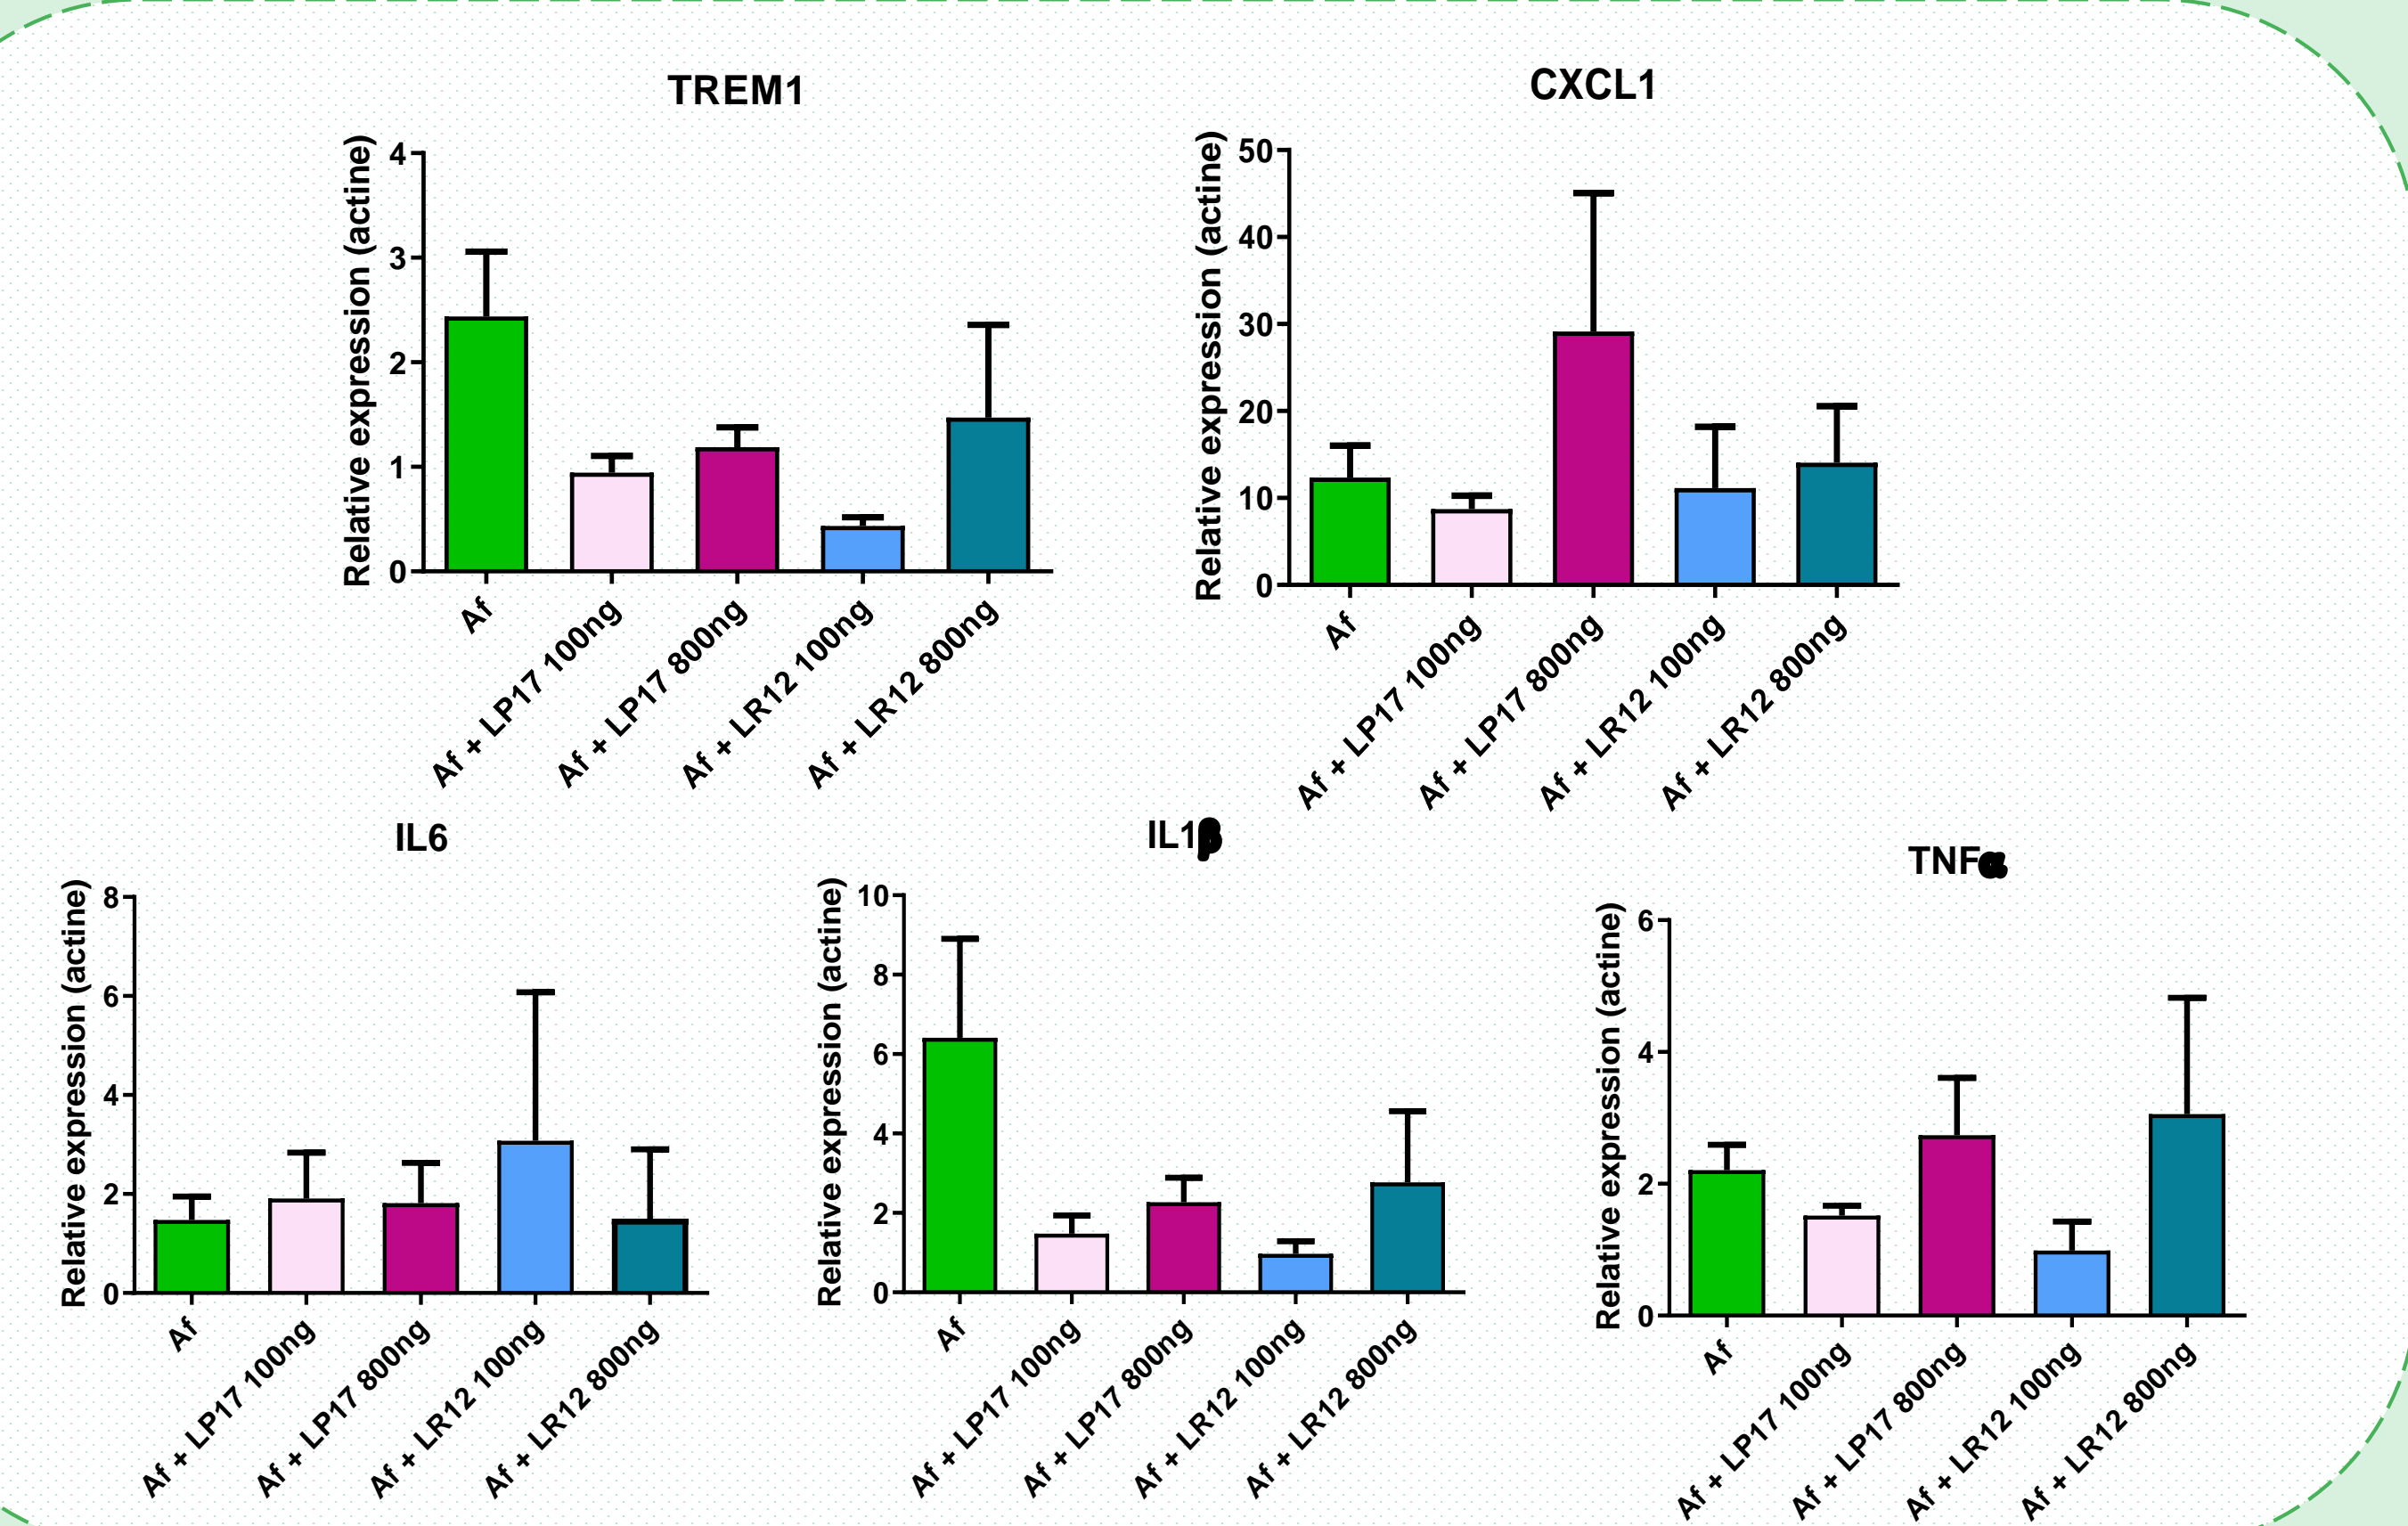 TREM1
Relative expression (actine)
4
3
2
1
0
Af
Af + LP17 100ng
Af + LP17 800ng
Af + LR12 100ng
Af + LR12 800ng
CXCL1
Relative expression (actine)
50
40
30
20
10
0
Af
Af + LP17 100ng
Af + LP17 800ng
Af + LR12 100ng
Af + LR12 800ng
IL6
Relative expression (actine)
8
6
4
2
0
Af
Af + LP17 100ng
Af + LP17 800ng
Af + LR12 100ng
Af + LR12 800ng
IL1β
Relative expression (actine)
10
8
6
4
2
0
Af
Af + LP17 100ng
Af + LP17 800ng
Af + LR12 100ng
Af + LR12 800ng
TNFα
Relative expression (actine)
6
4
2
0
Af
Af + LP17 100ng
Af + LP17 800ng
Af + LR12 100ng
Af + LR12 800ng